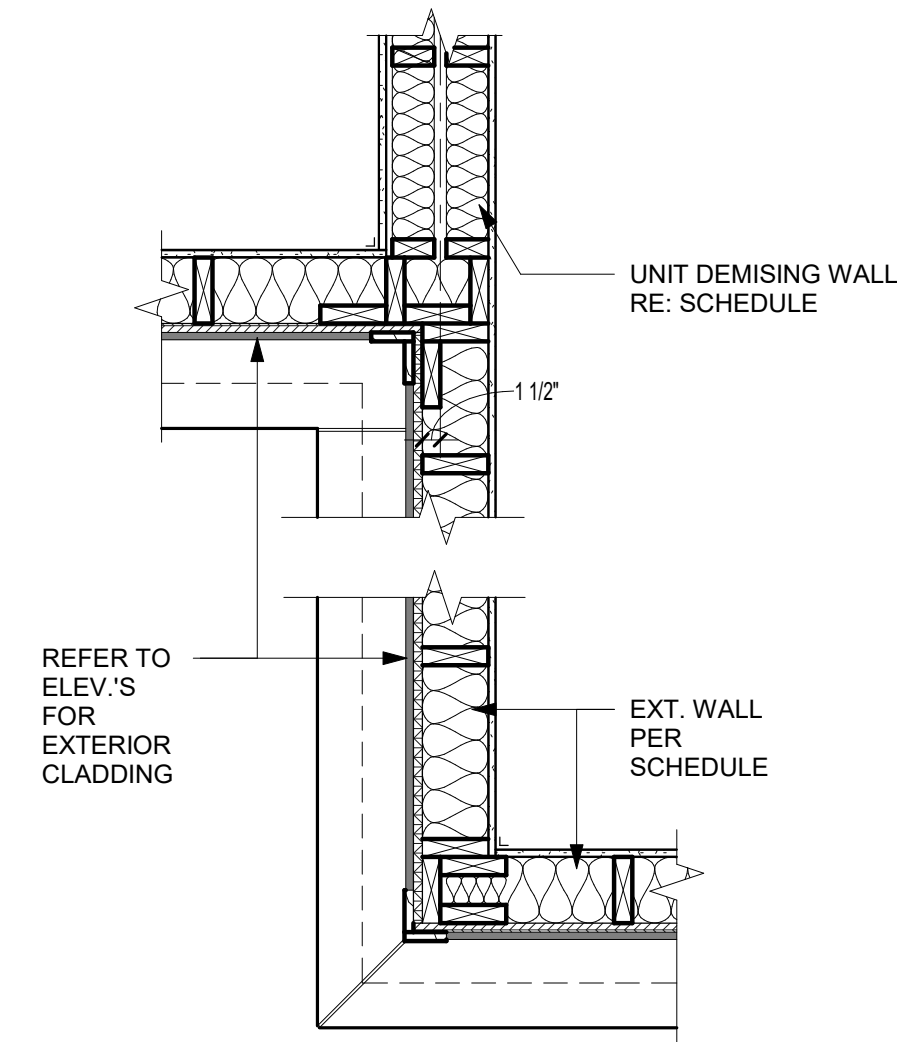 UNIT DEMISING WALL
RE: SCHEDULE
1 1/2"
REFER TO
ELEV.'S
FOR
EXTERIOR
CLADDING
EXT. WALL
PER
SCHEDULE